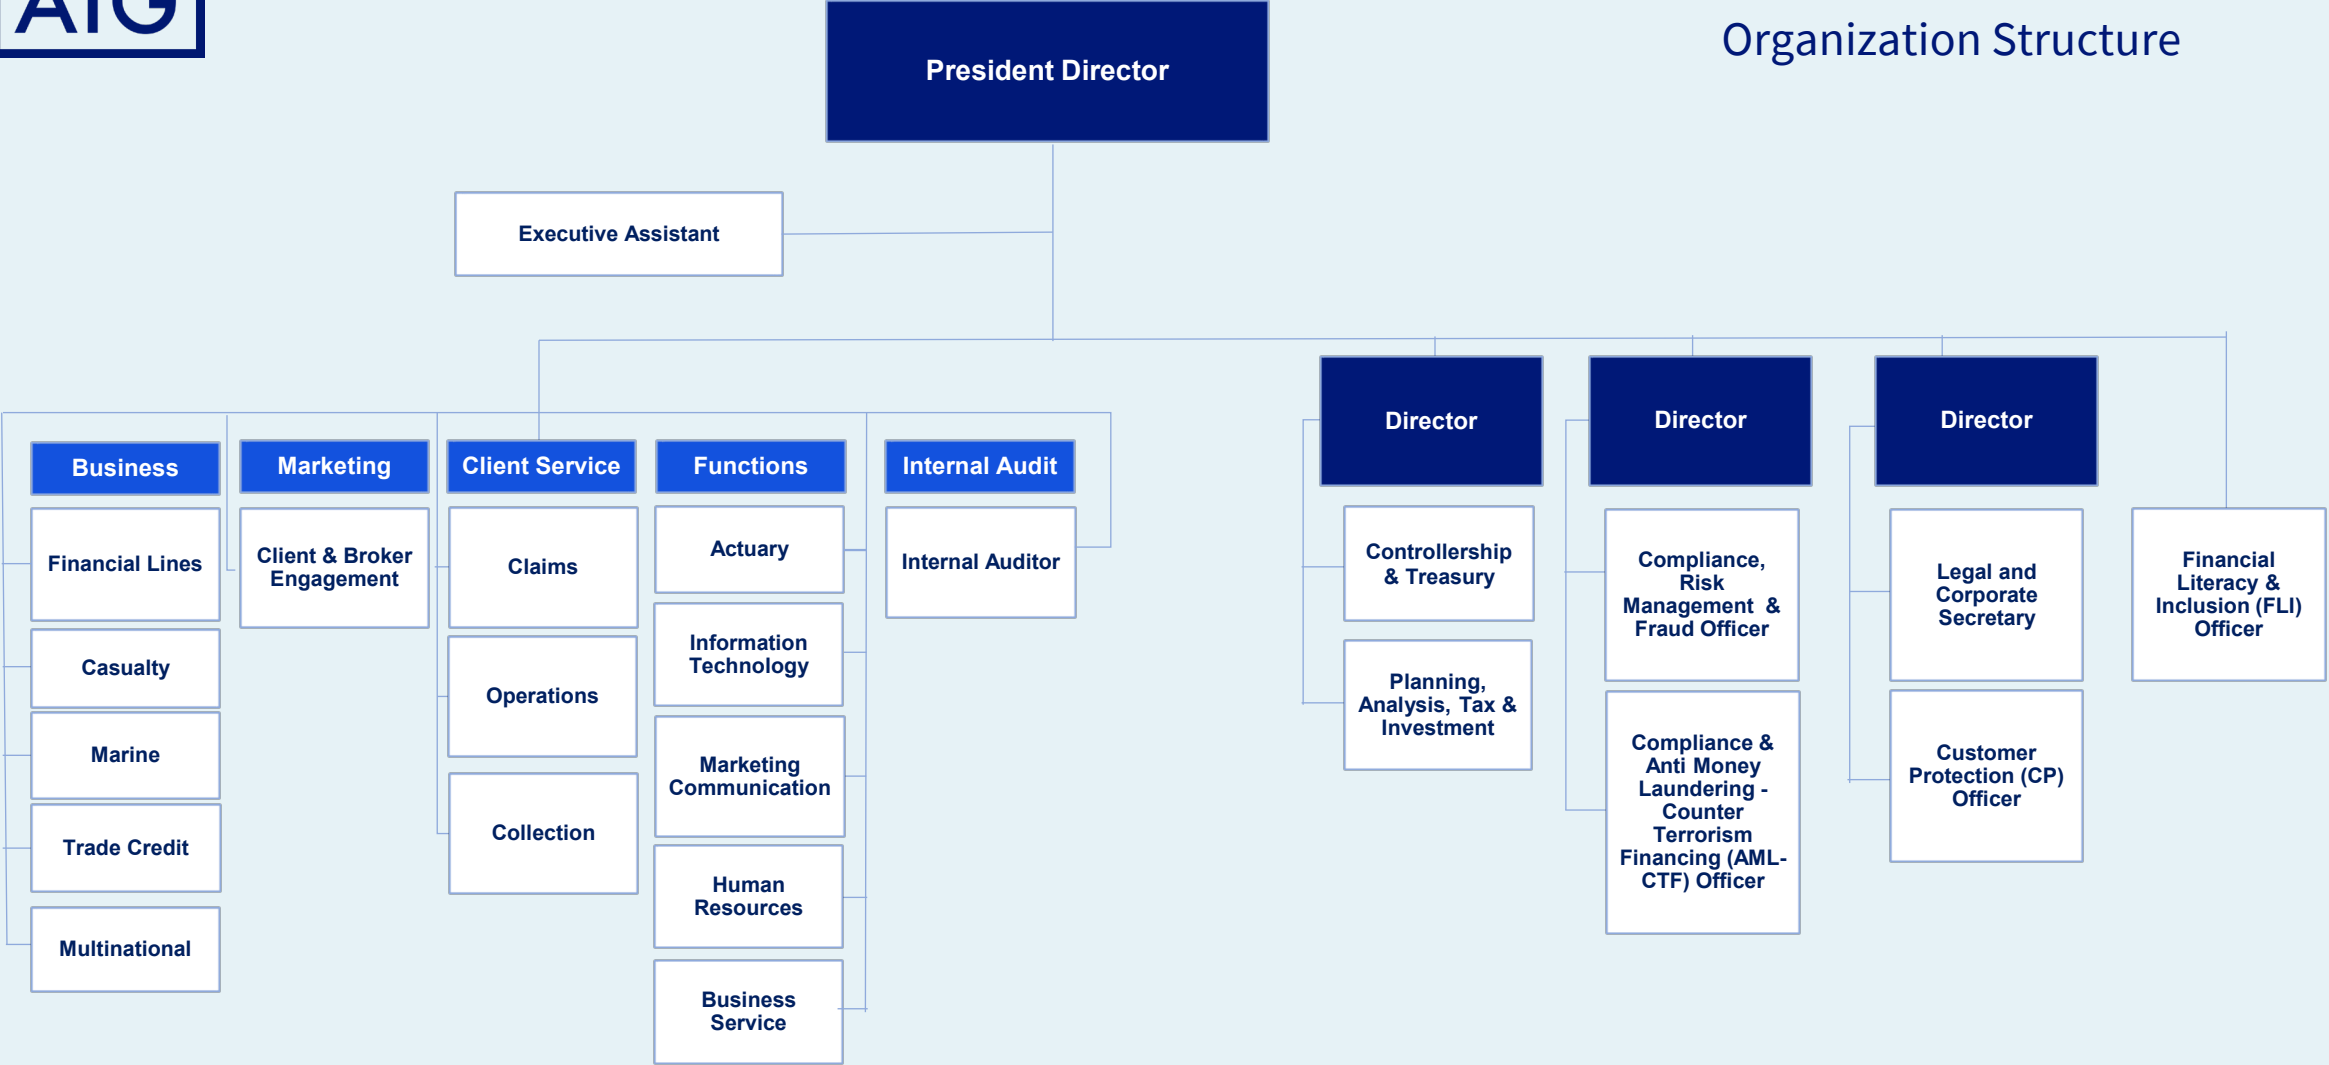 AIG
Organization Structure
President Director
Executive Assistant
Business
Financial Lines
Casualty
Marine
Trade Credit
Multinational
Marketing
Client & Broker
Engagement
Client Service
Claims
Operations
Collection
Functions
Actuary
Information
Technology
Marketing
Communication
Human
Resources
Business
Service
Internal Audit
Internal Auditor
Director
Controllership
& Treasury
Planning,
Analysis, Tax &
Investment
Director
Compliance,
Risk
Management & 
Fraud Officer
Compliance &
Anti Money
Laundering -
Counter
Terrorism
Financing (AML-
CTF) Officer
Director
Legal and
Corporate
Secretary
Customer
Protection (CP)
Officer
Financial
Literacy &
Inclusion (FLI)
Officer